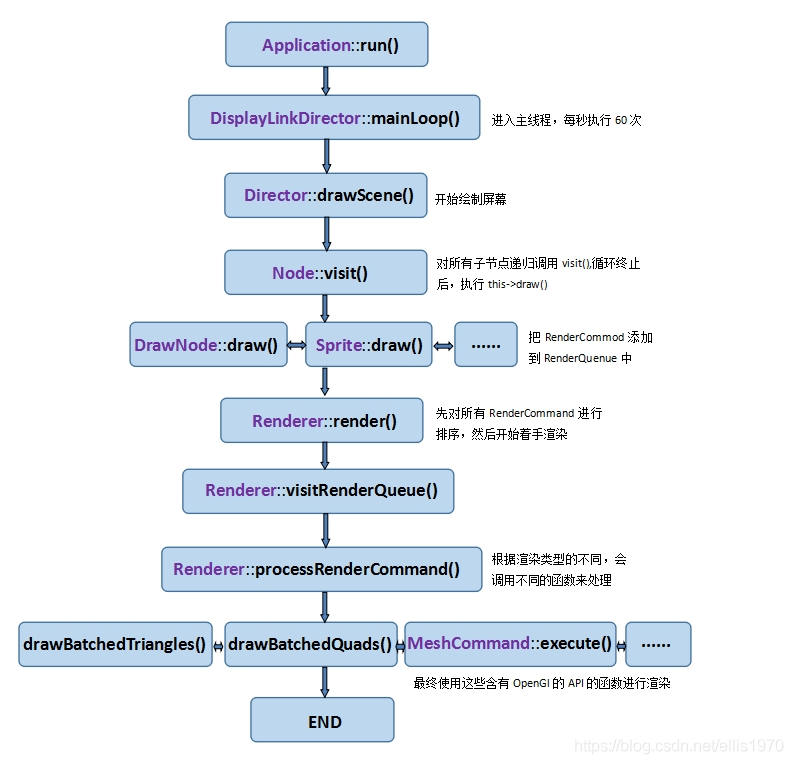 Application::run()
DisplayLinkDirector::mainLoop()
进入主线程，每秒执行 60 次
Director::drawScene()
开始绘制屏幕
Node::visit()
对所有子节点递归调用 visit(),循环终止
后，执行 this->draw()
DrawNode::draw()
Sprite::draw()
······
把 RenderCommod 添加
到 RenderQuenue 中
Renderer::render()
先对所有 RenderCommand 进行
排序，然后开始着手渲染
Renderer::visitRenderQueue()
Renderer::processRenderCommand()
根据渲染类型的不同，会
调用不同的函数来处理
drawBatchedTriangles()
drawBatchedQuads()
MeshCommand::execute()
······
最终使用这些含有 OpenGl 的 API 的函数进行渲染
END
https://blog.csdn.net/ellis1970